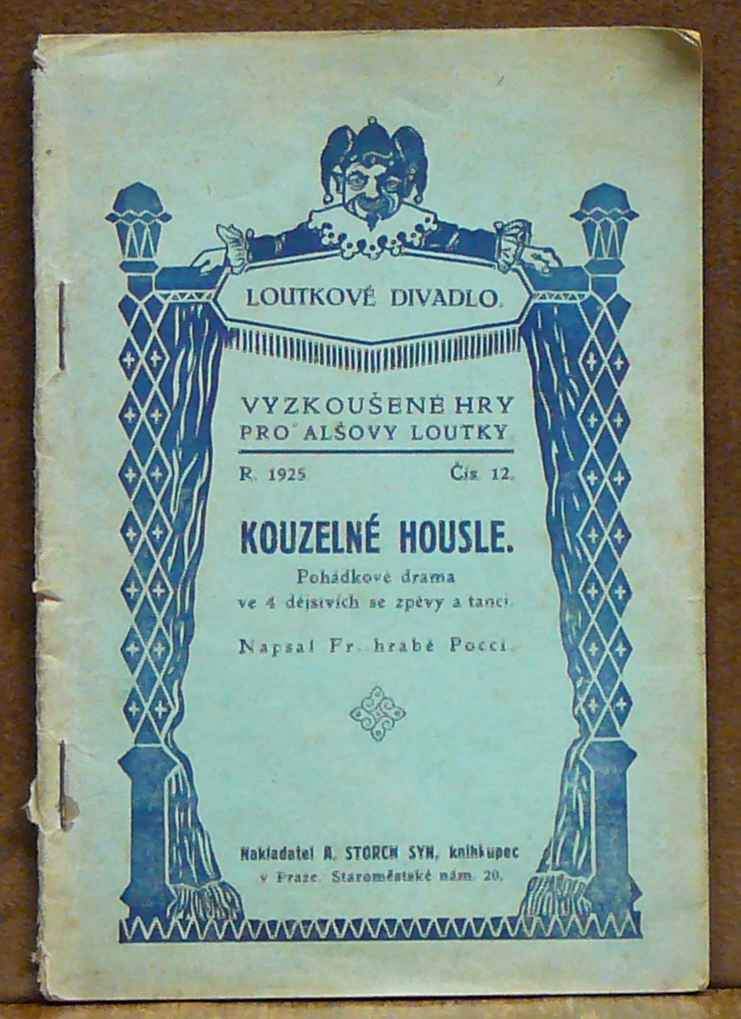 LOUTKOVÉ DIVADLO.
VYZKOUŠENÉ HRY
PRO ALŠOVY LOUTKY.
R. 1925 Čís. 12.
KOUZELNÉ HOUSLE.
Pohádkové drama
ve 4 dějstvích se zpěvy a tanci.
Napsal Fr. hrabě Pocci.
Nakladatel A. STORCH SYN, knihkupec
v Praze. Staroměstské nám. 20.